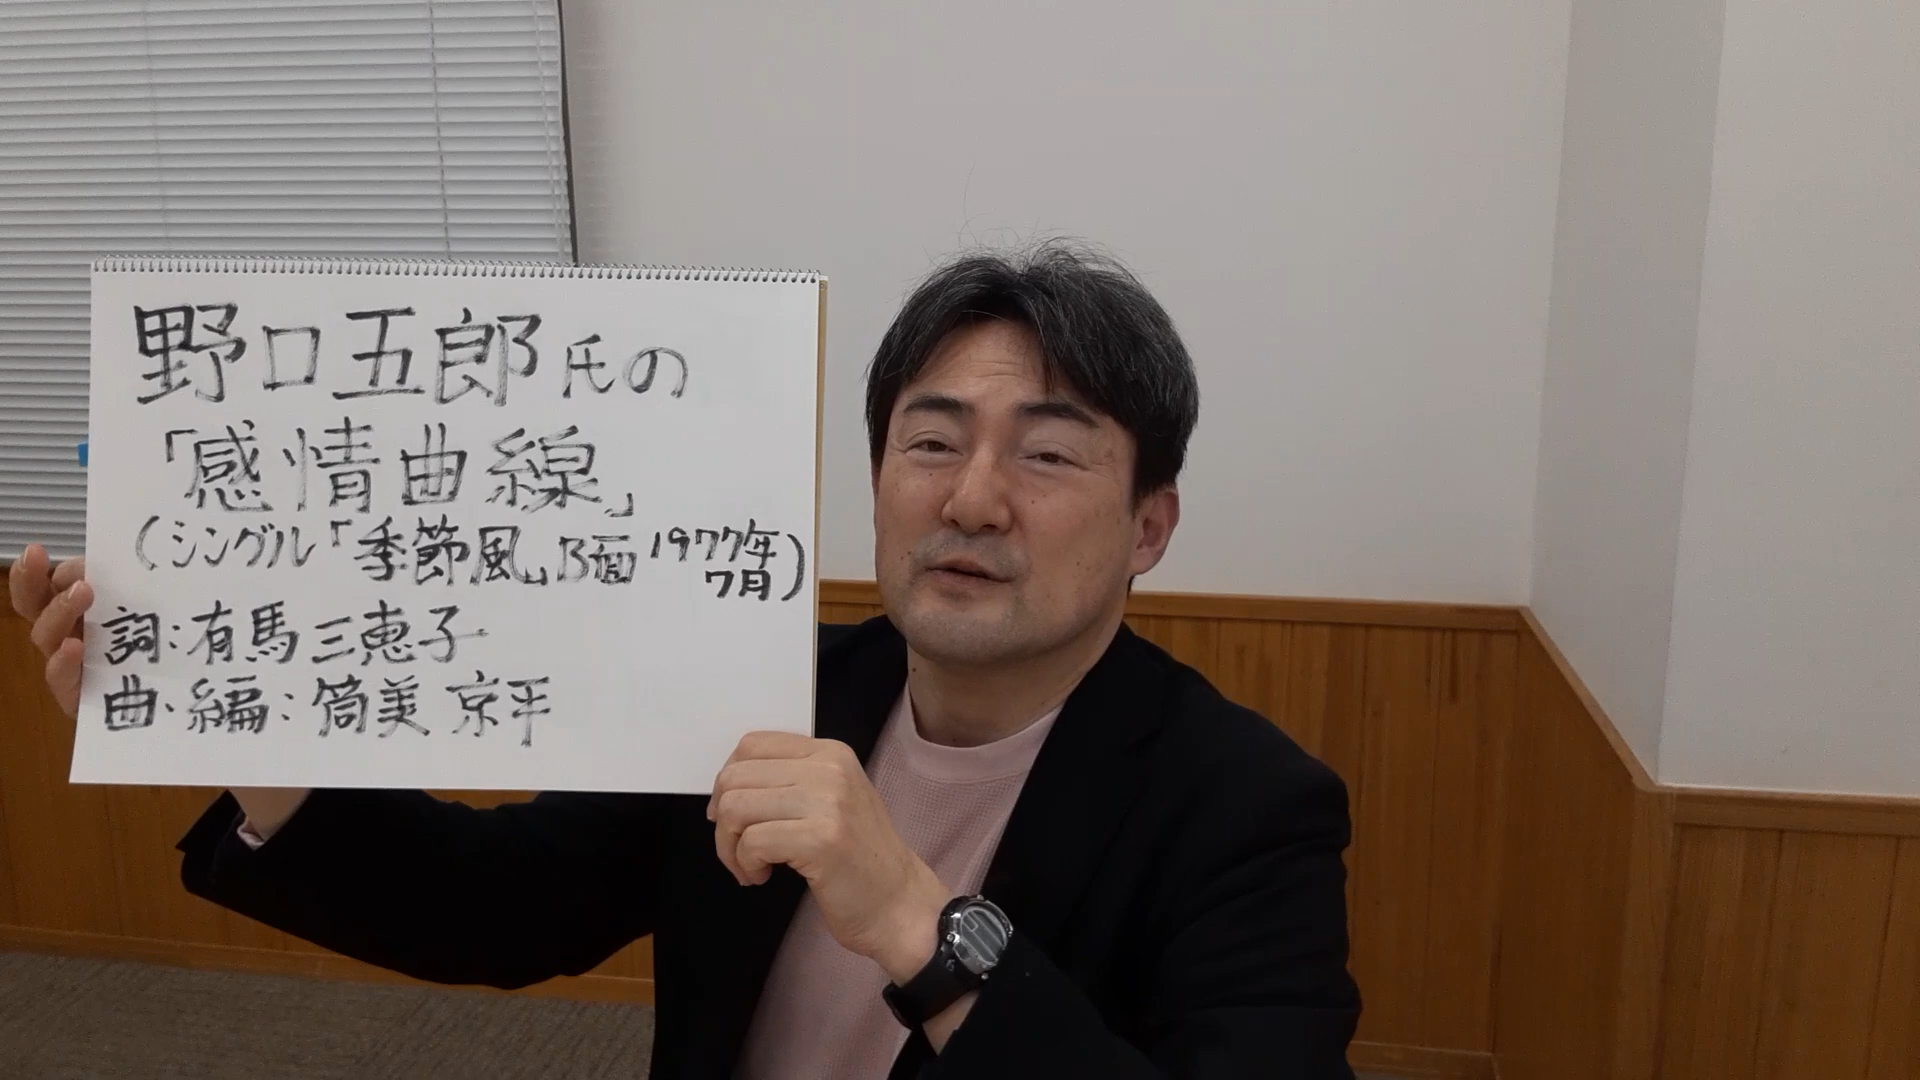 野口五郎氏の
「感情曲線」
(シングル「季節風」B面 1977年
7月)
詞:有馬三恵子
曲・編:筒美京平